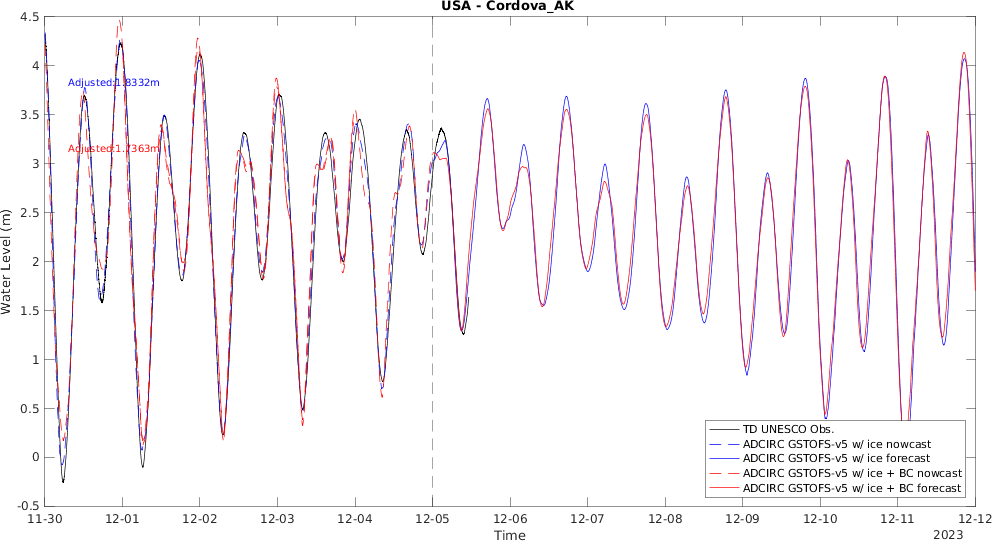 USA - Cordova_AK
4.5
4
3.5
3
2.5
2
1.5
1
0.5
0
-0.5
Water Level (m)
Adjusted:1.8332m
Adjusted:1.7363m
TD UNESCO Obs.
ADCIRC GSTOFS-v5 w/ ice nowcast
ADCIRC GSTOFS-v5 w/ ice forecast
ADCIRC GSTOFS-v5 w/ ice + BC nowcast
ADCIRC GSTOFS-v5 w/ ice + BC forecast
11-30 12-01 12-02 12-03 12-04 12-05 12-06 12-07 12-08 12-09 12-10 12-11 12-12
Time
2023